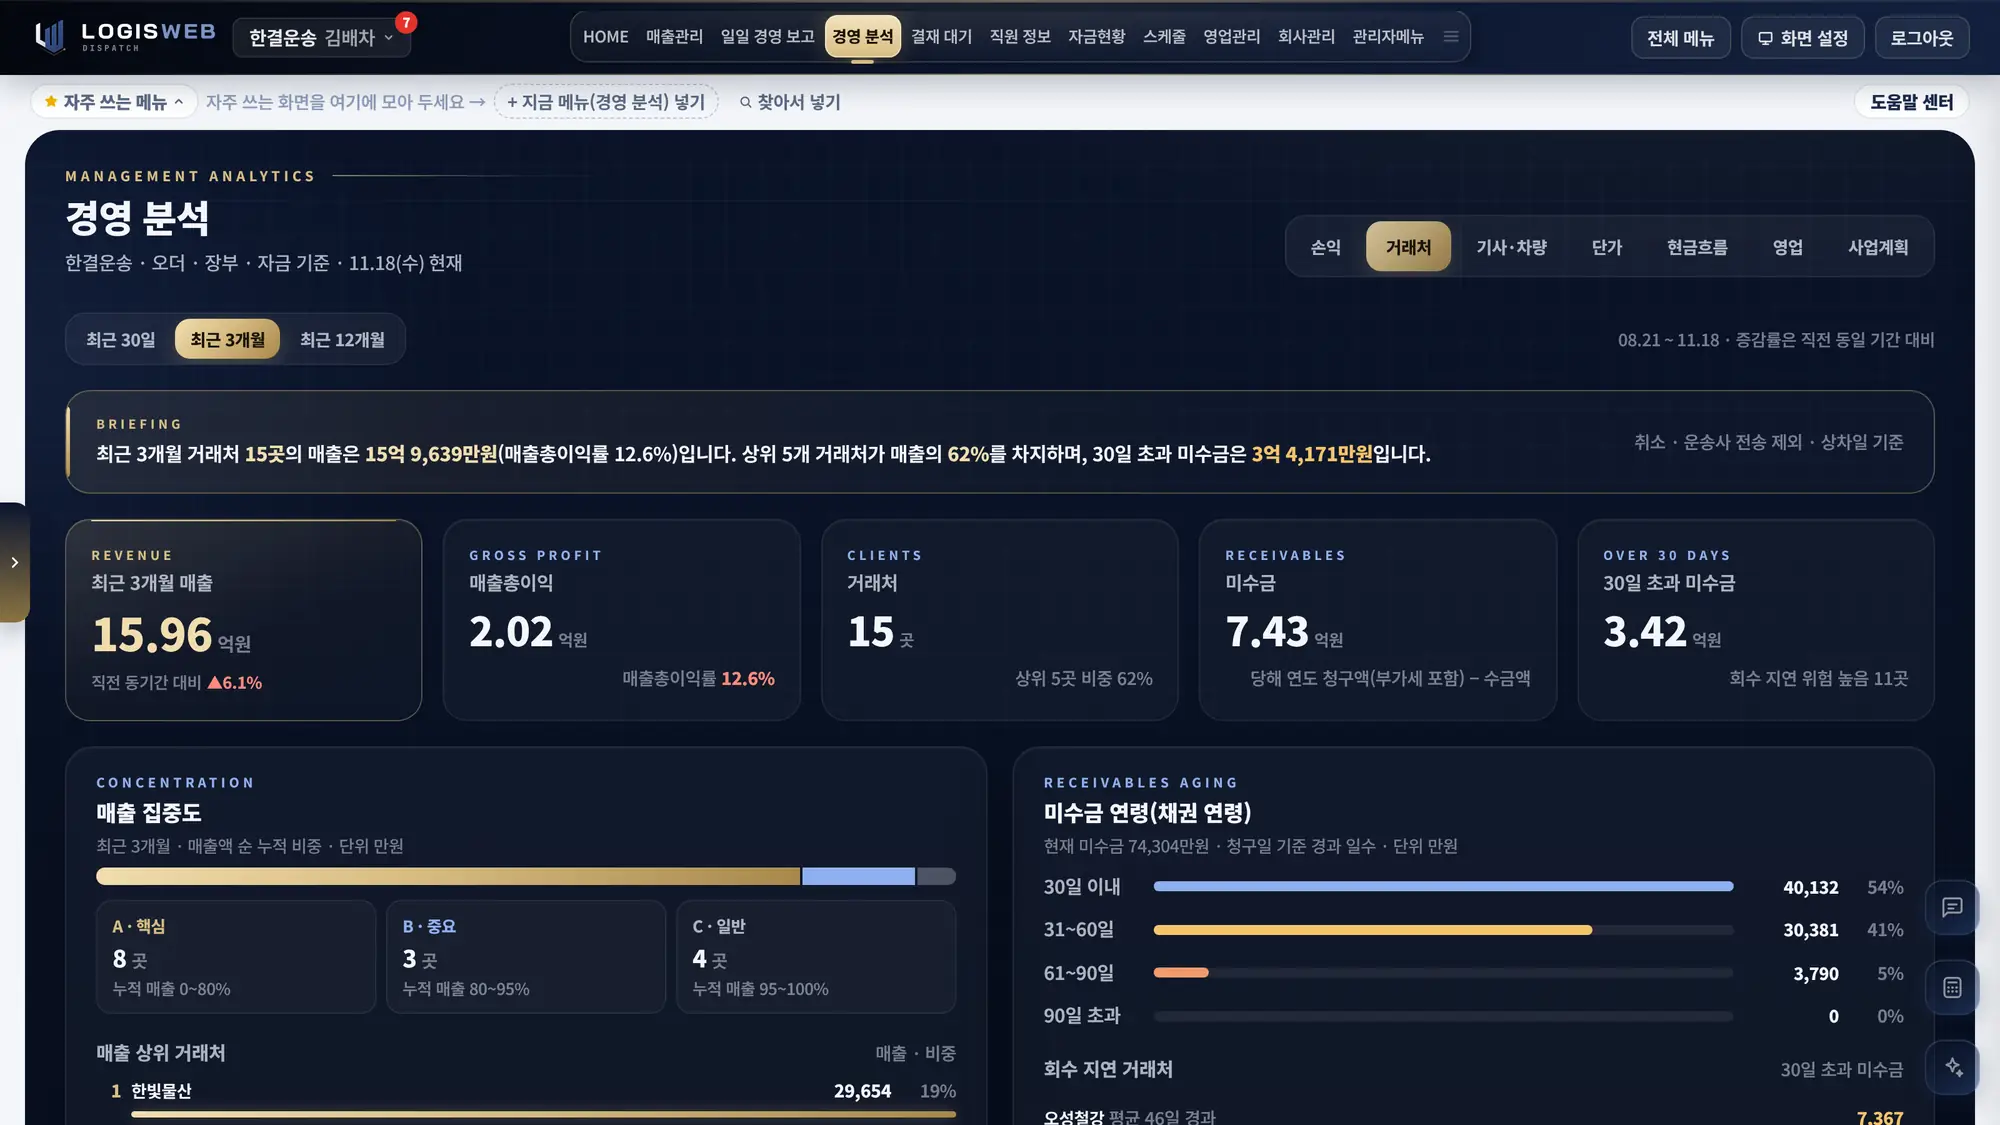 LOGISWEB
DISPATCH
한결운송 김배차
7
HOME 매출관리 일일 경영 보고 경영 분석 결재 대기 직원 정보 자금현황 스케줄 영업관리 회사관리 관리자메뉴
전체 메뉴 화면 설정 로그아웃
자주 쓰는 메뉴 자주 쓰는 화면을 여기에 모아 두세요 → + 지금 메뉴(경영 분석) 넣기 찾아서 넣기
도움말 센터
MANAGEMENT ANALYTICS
경영 분석
한결운송 · 오더 · 장부 · 자금 기준 · 11.18(수) 현재
손익 거래처 기사·차량 단가 현금흐름 영업 사업계획
최근 30일 최근 3개월 최근 12개월
08.21 ~ 11.18 · 증감률은 직전 동일 기간 대비
BRIEFING
최근 3개월 거래처 15곳의 매출은 15억 9,639만원(매출총이익률 12.6%)입니다. 상위 5개 거래처가 매출의 62%를 차지하며, 30일 초과 미수금은 3억 4,171만원입니다.
취소 · 운송사 전송 제외 · 상차일 기준
REVENUE
최근 3개월 매출
15.96 억원
직전 동기간 대비 ▲6.1%
GROSS PROFIT
매출총이익
2.02 억원
매출총이익률 12.6%
CLIENTS
거래처
15 곳
상위 5곳 비중 62%
RECEIVABLES
미수금
7.43 억원
당해 연도 청구액(부가세 포함) − 수금액
OVER 30 DAYS
30일 초과 미수금
3.42 억원
회수 지연 위험 높음 11곳
CONCENTRATION
매출 집중도
최근 3개월 · 매출액 순 누적 비중 · 단위 만원
A · 핵심
8 곳
누적 매출 0~80%
B · 중요
3 곳
누적 매출 80~95%
C · 일반
4 곳
누적 매출 95~100%
매출 상위 거래처 매출 · 비중
1 한빛물산 29,654 19%
RECEIVABLES AGING
미수금 연령(채권 연령)
현재 미수금 74,304만원 · 청구일 기준 경과 일수 · 단위 만원
30일 이내 40,132 54%
31~60일 30,381 41%
61~90일 3,790 5%
90일 초과 0 0%
회수 지연 거래처 30일 초과 미수금
오성철강 평균 46일 경과 7,367